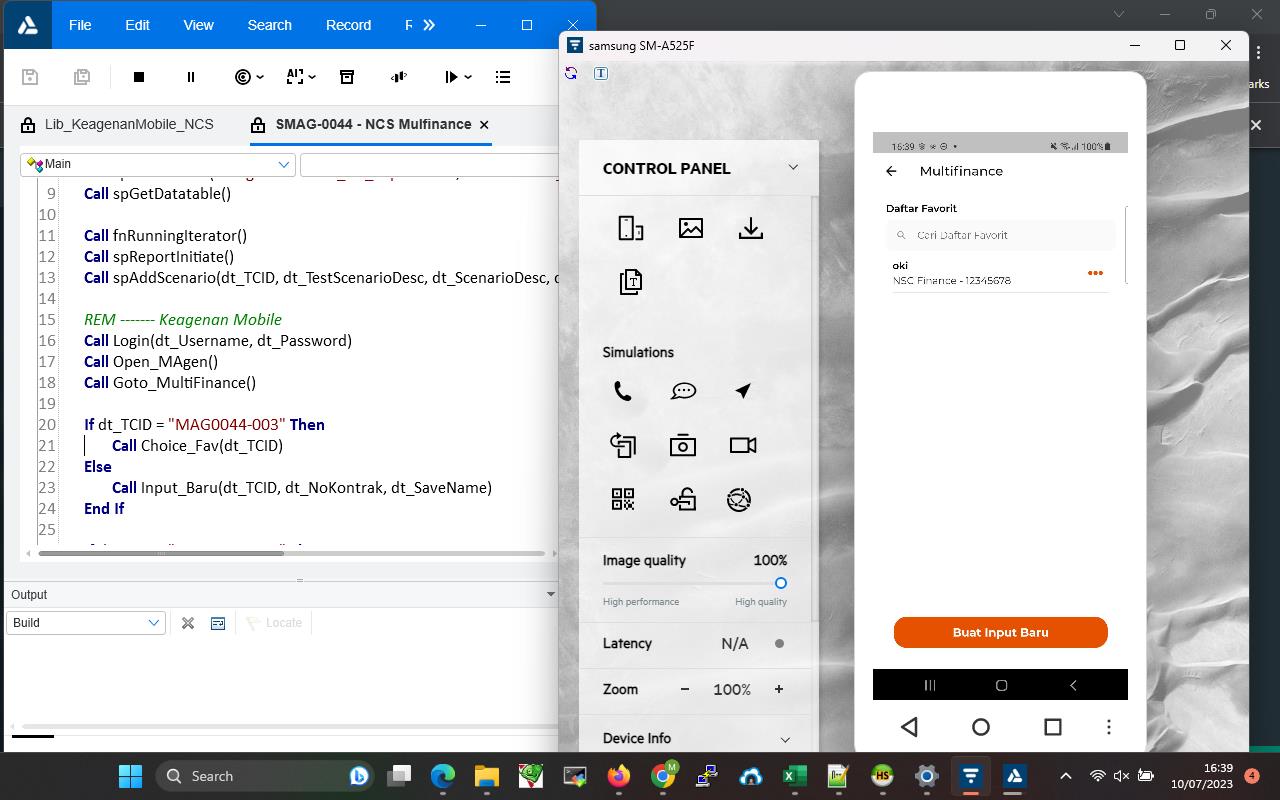 File Edit View Search Record F
Lib_KeagenanMobile_NCS
SMAG-0044 - NCS Mulfinance
Main
9 Call spGetDatatable()
10
11 Call fnRunningIterator()
12 Call spReportInitiate()
13 Call spAddScenario(dt_TCID, dt_TestScenarioDesc, dt_ScenarioDesc,
14
15 REM ------- Keagenan Mobile
16 Call Login(dt_Username, dt_Password)
17 Call Open_MAgen()
18 Call Goto_MultiFinance()
19
20 If dt_TCID = "MAG0044-003" Then
21 Call Choice_Fav(dt_TCID)
22 Else
23 Call Input_Baru(dt_TCID, dt_NoKontrak, dt_SaveName)
24 End If
25
Output
Build
Locate
samsung SM-A525F
T
CONTROL PANEL
T
Simulations
Image quality 100%
High performance High quality
Latency N/A
Zoom - 100% +
Device Info
16:39 100%
Multifinance
Daftar Favorit
Cari Daftar Favorit
oki
NSC Finance - 12345678
Buat Input Baru
arks
Search
M
HS
16:39
10/07/2023
4